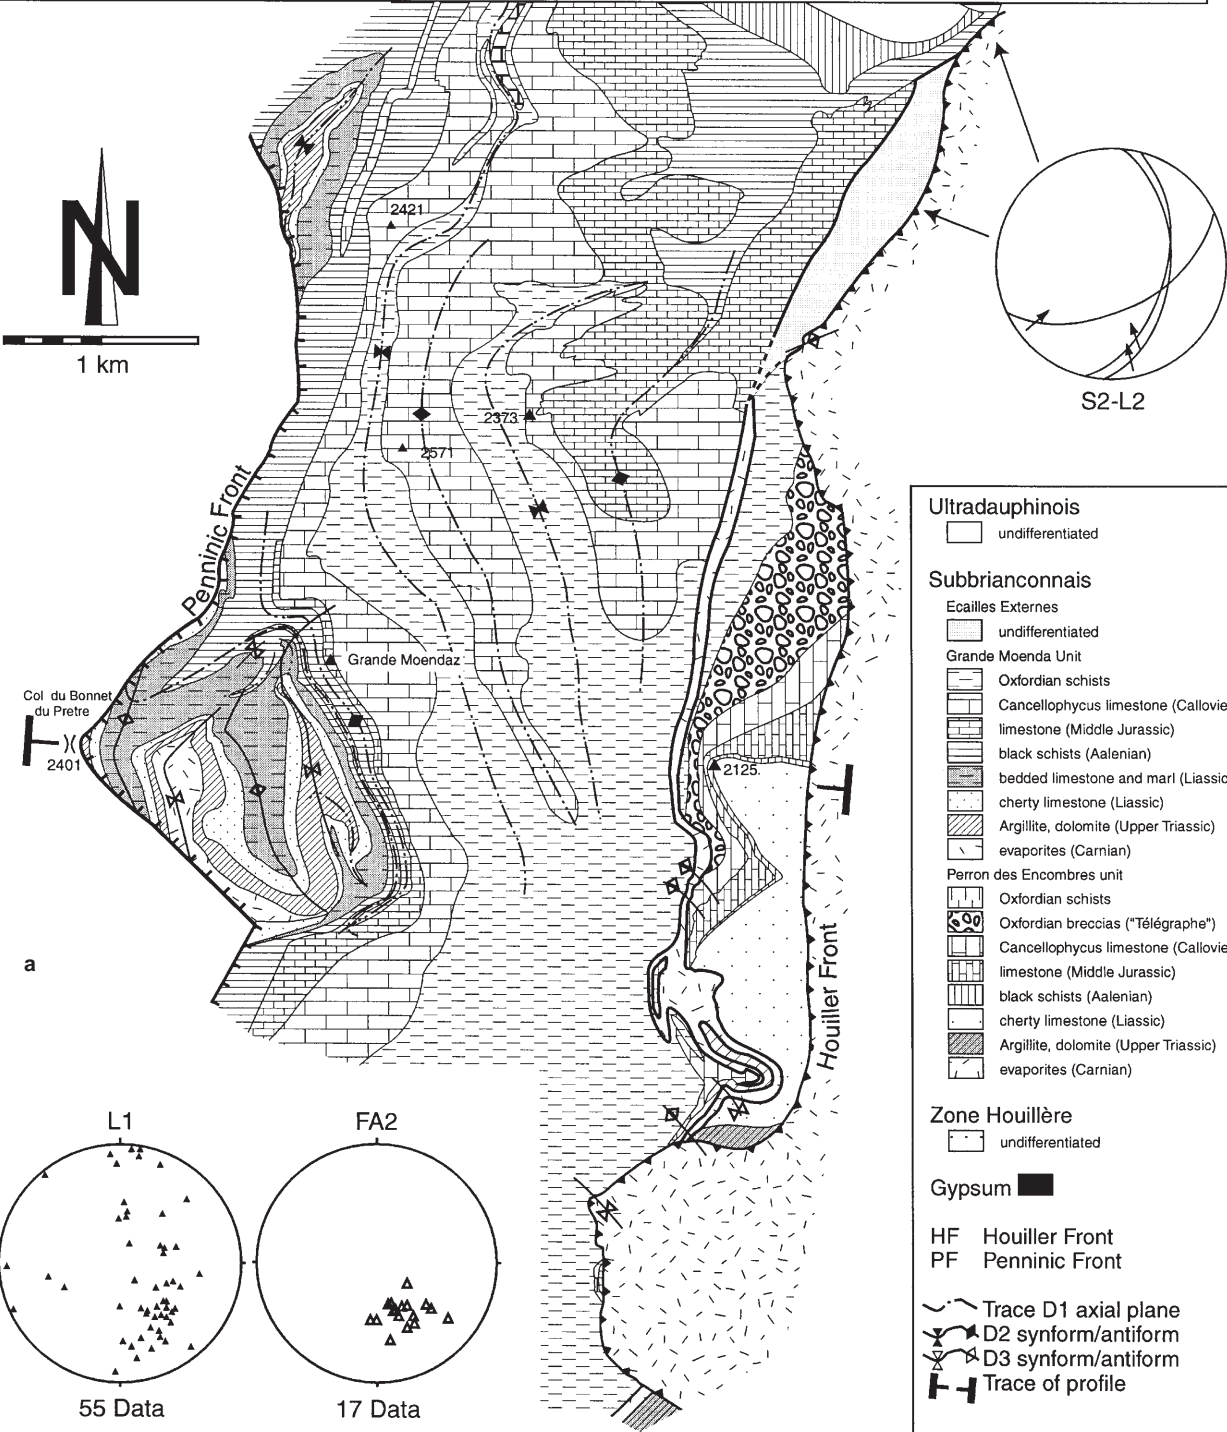 N
1 km
2421
2373
2571
Penninic Front
Grande Moendaz
Col du Bonnet
du Pretre
2401
2125
Houiller Front
a
S2-L2
L1
55 Data
FA2
17 Data
Ultradauphinois
undifferentiated
Subbrianconnais
Ecailles Externes
undifferentiated
Grande Moenda Unit
Oxfordian schists
Cancellophycus limestone (Callovie
limestone (Middle Jurassic)
black schists (Aalenian)
bedded limestone and marl (Liassic
cherty limestone (Liassic)
Argillite, dolomite (Upper Triassic)
evaporites (Carnian)
Perron des Encombres unit
Oxfordian schists
Oxfordian breccias ("Télégraphe")
Cancellophycus limestone (Callovie
limestone (Middle Jurassic)
black schists (Aalenian)
cherty limestone (Liassic)
Argillite, dolomite (Upper Triassic)
evaporites (Carnian)
Zone Houillère
undifferentiated
Gypsum
HF Houiller Front
PF Penninic Front
Trace D1 axial plane
D2 synform/antiform
D3 synform/antiform
Trace of profile